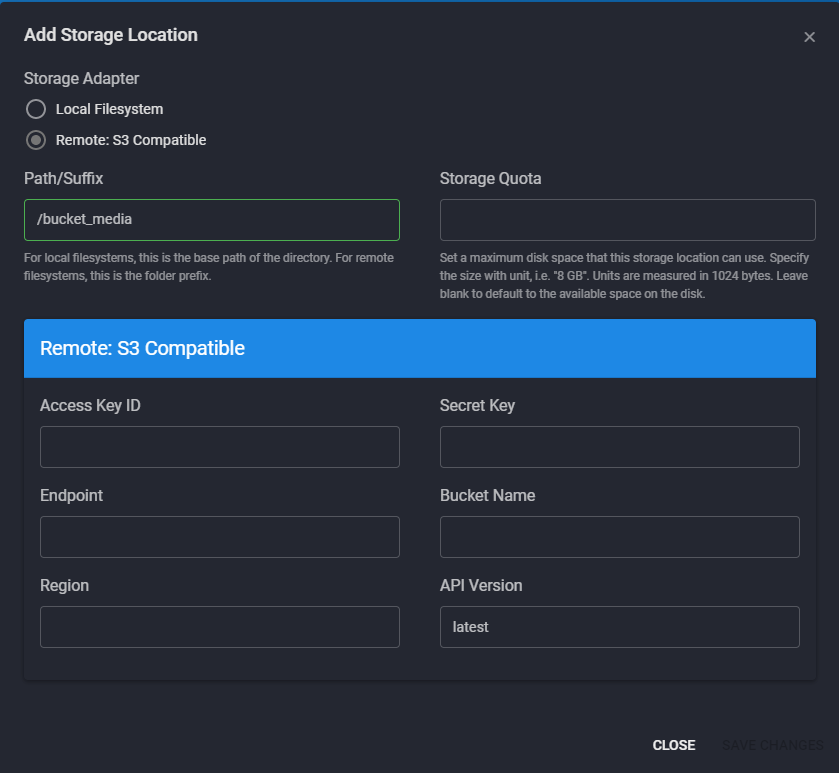 Add Storage Location
×
Storage Adapter
Local Filesystem
Remote: S3 Compatible
Path/Suffix
/bucket_media
For local filesystems, this is the base path of the directory. For remote
filesystems, this is the folder prefix.
Storage Quota
Set a maximum disk space that this storage location can use. Specify
the size with unit, i.e. "8 GB". Units are measured in 1024 bytes. Leave
blank to default to the available space on the disk.
Remote: S3 Compatible
Access Key ID
Secret Key
Endpoint
Bucket Name
Region
API Version
latest
CLOSE
SAVE CHANGES